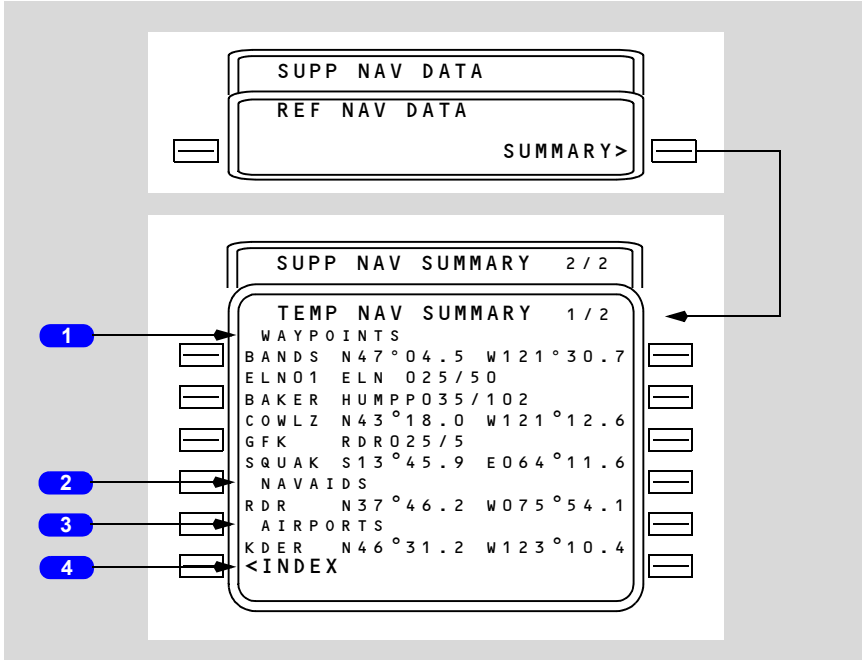 SUPP NAV DATA
REF NAV DATA
SUMMARY>
SUPP NAV SUMMARY 2/2
TEMP NAV SUMMARY 1/2
1
WAYPOINTS
BANDS N47°04.5 W121°30.7
ELN01 ELN 025/50
BAKER HUMPP035/102
COWLZ N43°18.0 W121°12.6
GFK RDR025/5
SQUAK S13°45.9 E064°11.6
2
NAVAIDS
RDR N37°46.2 W075°54.1
3
AIRPORTS
KDER N46°31.2 W123°10.4
4
<INDEX